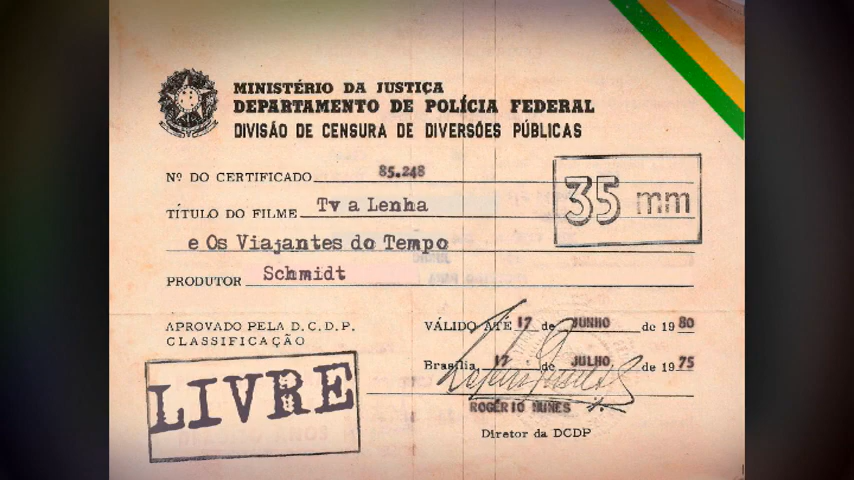 MINISTÉRIO DA JUSTIÇA
DEPARTAMENTO DE POLÍCIA FEDERAL
DIVISÃO DE CENSURA DE DIVERSÕES PÚBLICAS
Nº DO CERTIFICADO 85.248
35 mm
TÍTULO DO FILME Tv a Lenha
e Os Viajantes do Tempo
PRODUTOR Schmidt
APROVADO PELA D.C.D.P.
CLASSIFICAÇÃO
LIVRE
VÁLIDO ATÉ 17 de JUNHO de 1980
Brasília, 17 de JULHO de 1975
ROGÉRIO NUNES
Diretor da DCDP